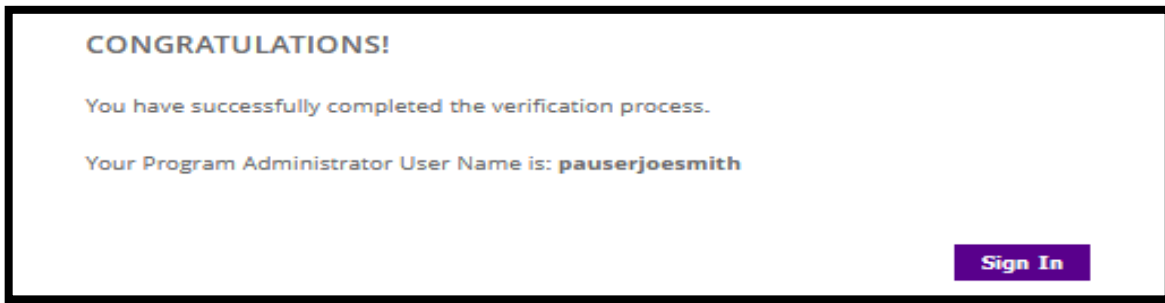 CONGRATULATIONS!
You have successfully completed the verification process.
Your Program Administrator User Name is: pauserjoesmith
Sign In